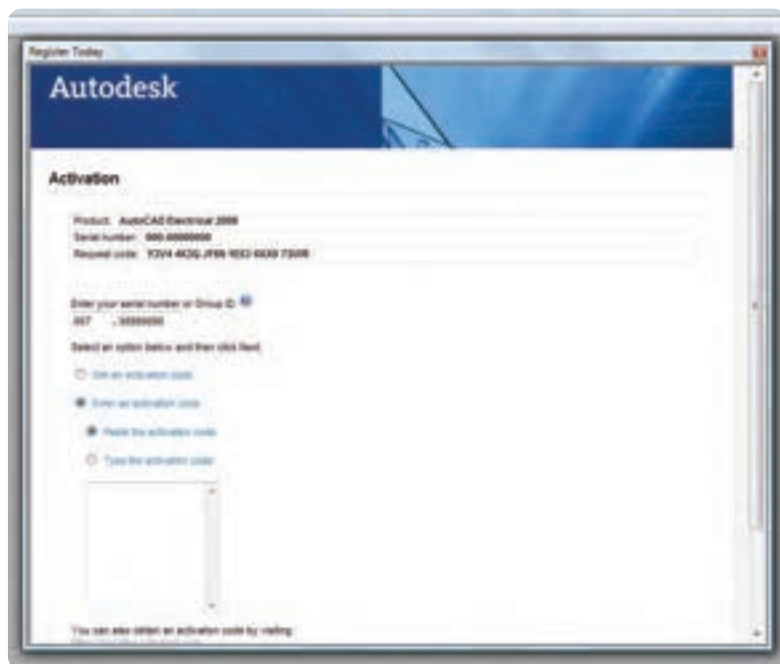 Register Today
Autodesk
Activation
Product: AutoCAD Electrical 2008
Serial number: 000-00000000
Request code:
Enter your serial number or Group ID:
Select an option below and then click Next.
Get an activation code
Enter an activation code
Paste the activation code
Type the activation code
You can also obtain an activation code by visiting: